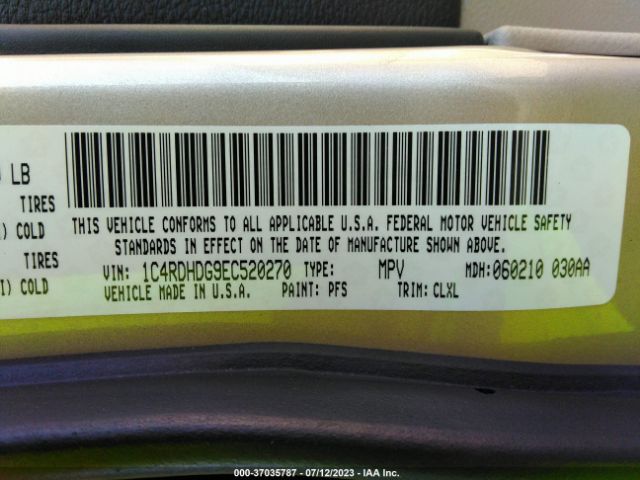 LB
TIRES
) COLD
TIRES
I) COLD
THIS VEHICLE CONFORMS TO ALL APPLICABLE U.S.A. FEDERAL MOTOR VEHICLE SAFETY
STANDARDS IN EFFECT ON THE DATE OF MANUFACTURE SHOWN ABOVE.
VIN: 1C4RDHDG9EC520270 TYPE: MPV MDH: 060210 030AA
VEHICLE MADE IN U.S.A. PAINT: PFS TRIM: CLXL
000-37035787 - 07/12/2023 - IAA Inc.